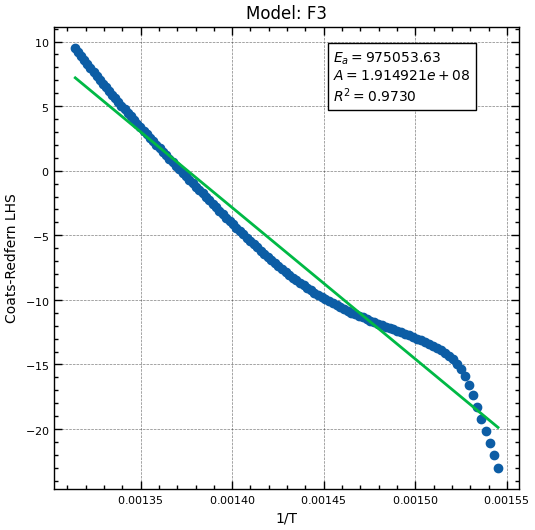 Model: F3
E_a = 975053.63
A = 1.914921e + 08
R^2 = 0.9730
10
5
0
−5
−10
−15
−20
Coats-Redfern LHS
0.00135 0.00140 0.00145 0.00150 0.00155
1/T